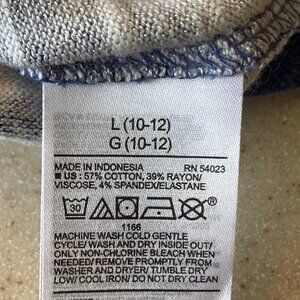 L (10-12)
G (10-12)
MADE IN INDONESIA RN 54023
■ US : 57% COTTON, 39% RAYON/
VISCOSE, 4% SPANDEX/ELASTANE
30
1166
MACHINE WASH COLD GENTLE
CYCLE/ WASH AND DRY INSIDE OUT/
ONLY NON-CHLORINE BLEACH WHEN
NEEDED/ REMOVE PROMPTLY FROM
WASHER AND DRYER/ TUMBLE DRY
LOW/ COOL IRON/ DO NOT DRY CLEAN